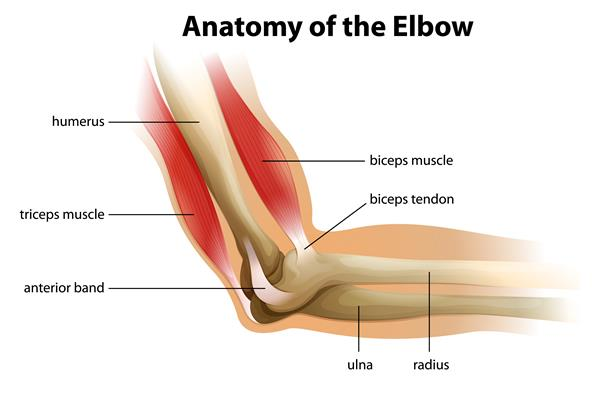 Anatomy of the Elbow
humerus
biceps muscle
biceps tendon
triceps muscle
anterior band
ulna
radius